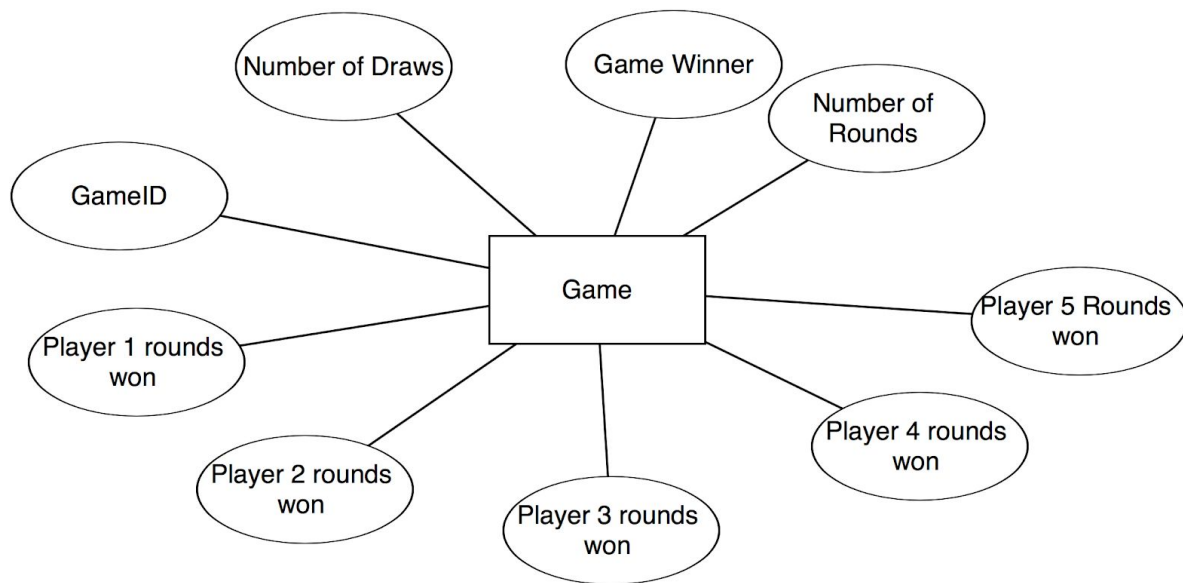 Number of Draws
Game Winner
Number of
Rounds
GameID
Game
Player 5 Rounds
won
Player 1 rounds
won
Player 4 rounds
won
Player 2 rounds
won
Player 3 rounds
won